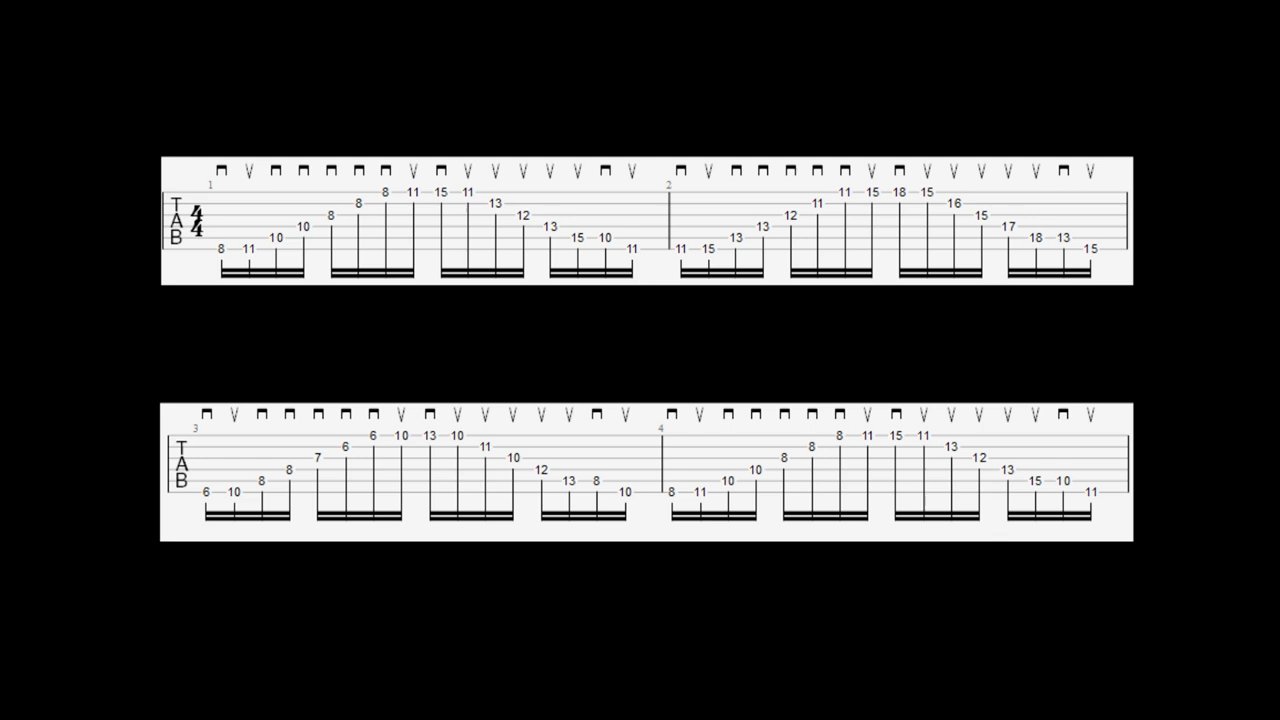 1 2
8 11 15 11 11 15 18 15
T 8 13 11 16
A 4 8 12 12 15
4 10 13 13 17
B 10 15 10 13 18 13
8 11 11 11 15 15
3 4
6 10 13 10 8 11 15 11
T 6 11 8 13
A 7 10 8 12
8 12 10 13
B 8 13 8 10 15 10
6 10 10 8 11 11